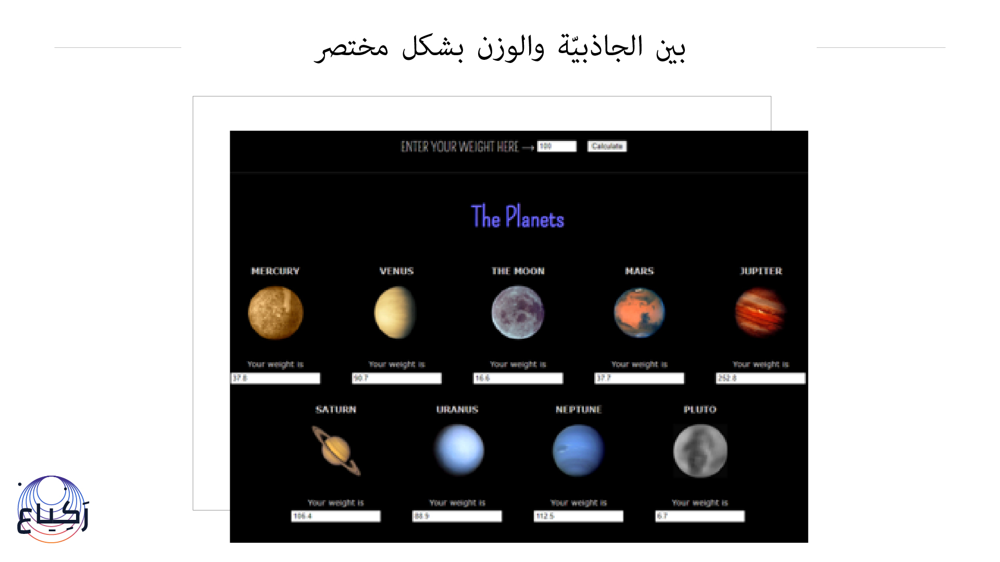 بين الجاذبيّة والوزن بشكل مختصر
ENTER YOUR WEIGHT HERE → 100 Calculate
The Planets
MERCURY VENUS THE MOON MARS JUPITER
Your weight is Your weight is Your weight is Your weight is Your weight is
37.8 90.7 16.6 37.7 252.8
SATURN URANUS NEPTUNE PLUTO
Your weight is Your weight is Your weight is Your weight is
106.4 88.9 112.5 6.7